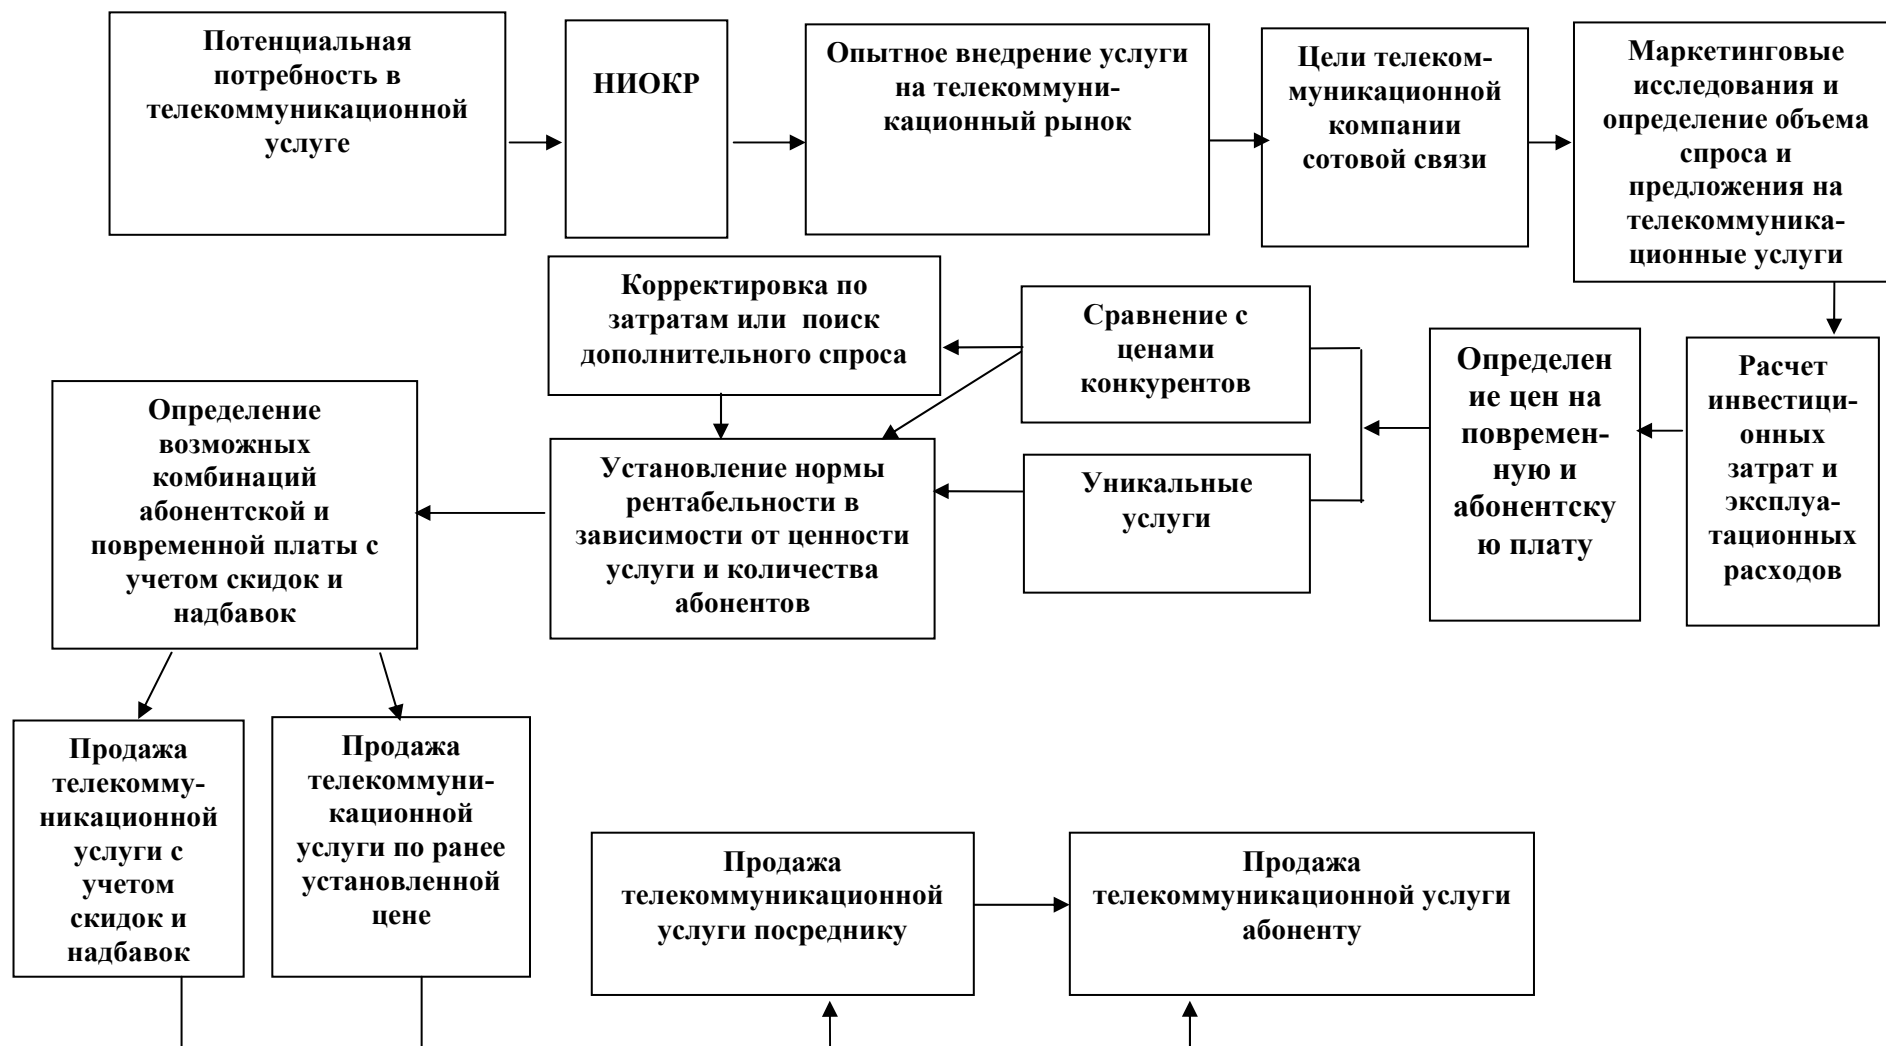 Потенциальная
потребность в
телекоммуникационной
услуге
НИОКР
Опытное внедрение услуги
на телекоммуни-
кационный рынок
Цели телеком-
муникационной
компании
сотовой связи
Маркетинговые
исследования и
определение объема
спроса и
предложения на
телекоммуника-
ционные услуги
Корректировка по
затратам или поиск
дополнительного спроса
Сравнение с
ценами
конкурентов
Определен
ие цен на
повремен-
ную и
абонентску
ю плату
Расчет
инвестици-
онных
затрат и
эксплуа-
тационных
расходов
Определение
возможных
комбинаций
абонентской и
повременной платы с
учетом скидок и
надбавок
Установление нормы
рентабельности в
зависимости от ценности
услуги и количества
абонентов
Уникальные
услуги
Продажа
телекомму-
никационной
услуги с
учетом
скидок и
надбавок
Продажа
телекоммуни-
кационной
услуги по ранее
установленной
цене
Продажа
телекоммуникационной
услуги посреднику
Продажа
телекоммуникационной услуги
абоненту